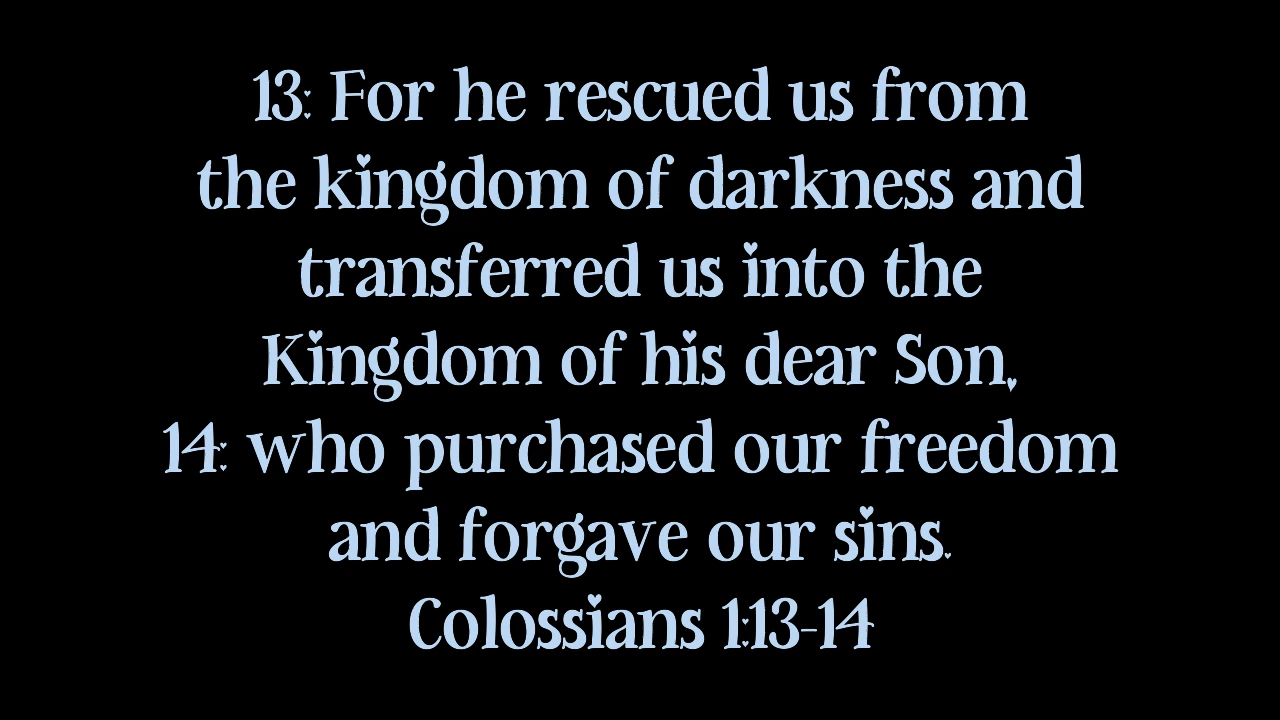 13: For he rescued us from
the kingdom of darkness and
transferred us into the
Kingdom of his dear Son,
14: who purchased our freedom
and forgave our sins.
Colossians 1:13-14